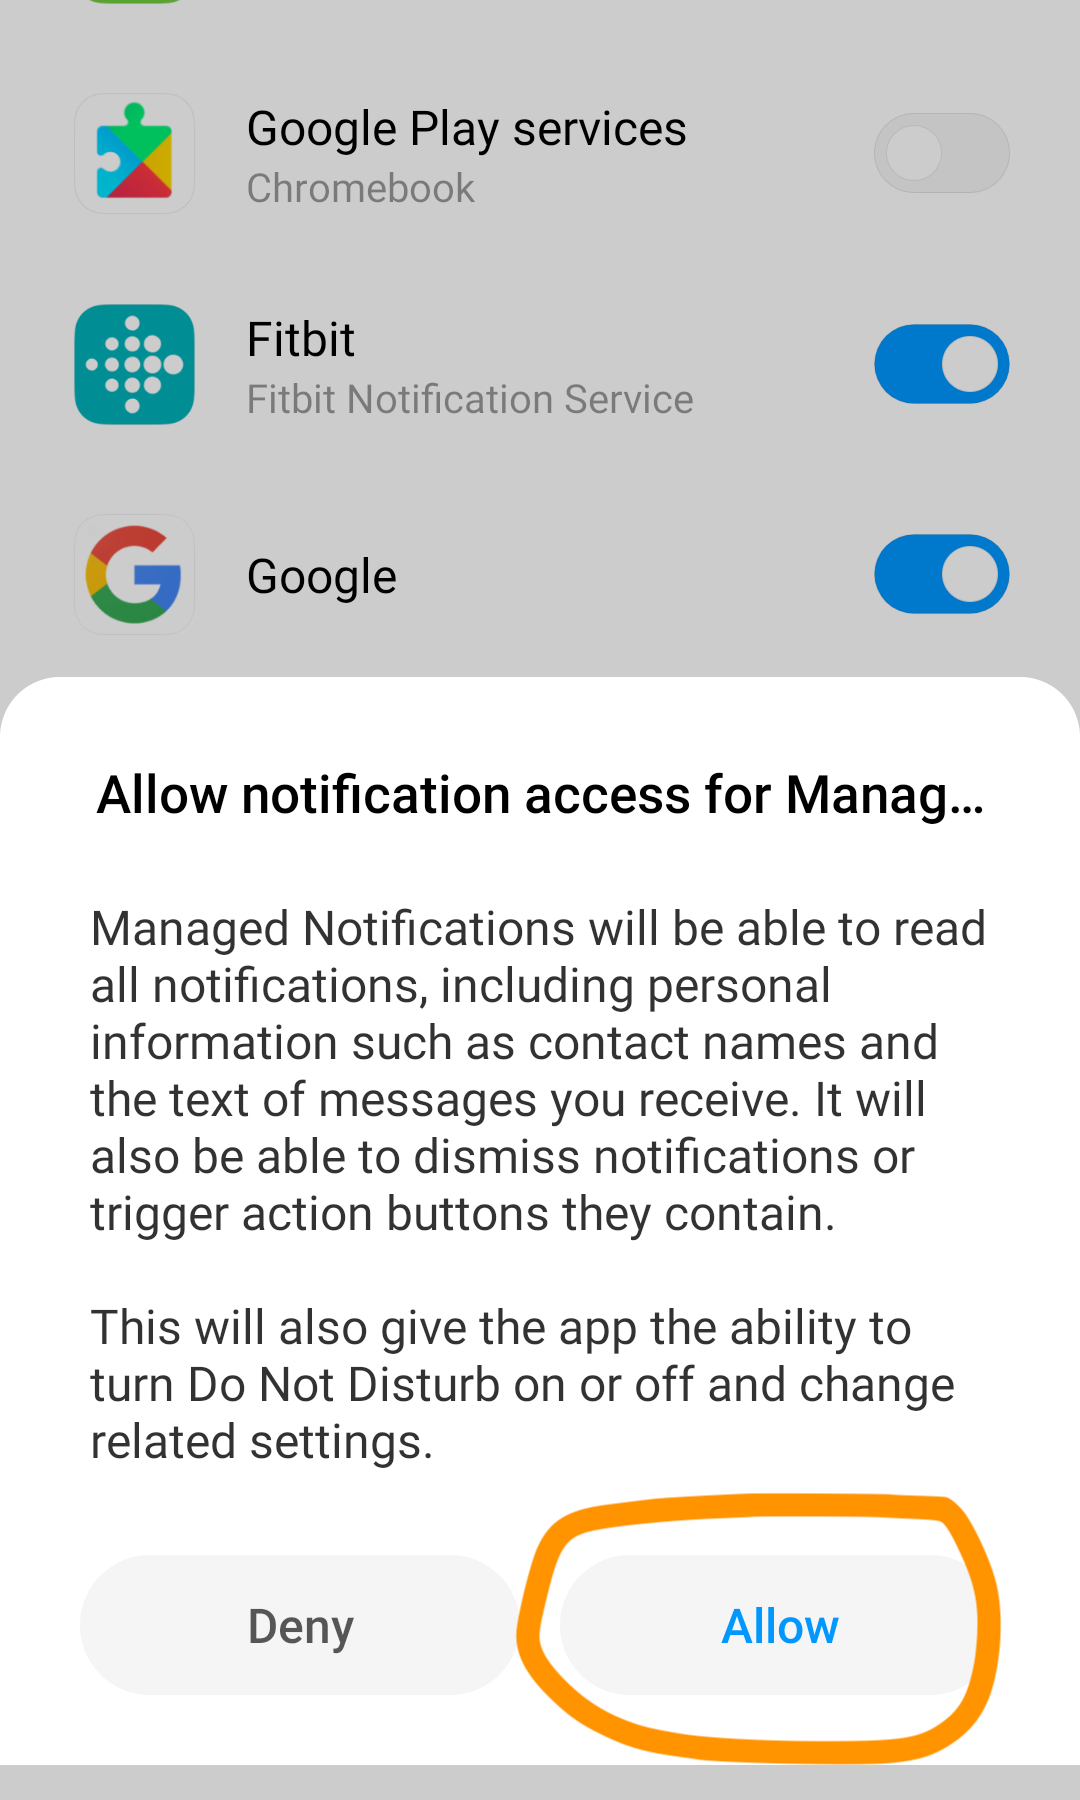 Google Play services
Chromebook
Fitbit
Fitbit Notification Service
Google
Allow notification access for Manag...
Managed Notifications will be able to read
all notifications, including personal
information such as contact names and
the text of messages you receive. It will
also be able to dismiss notifications or
trigger action buttons they contain.
This will also give the app the ability to
turn Do Not Disturb on or off and change
related settings.
Deny
Allow